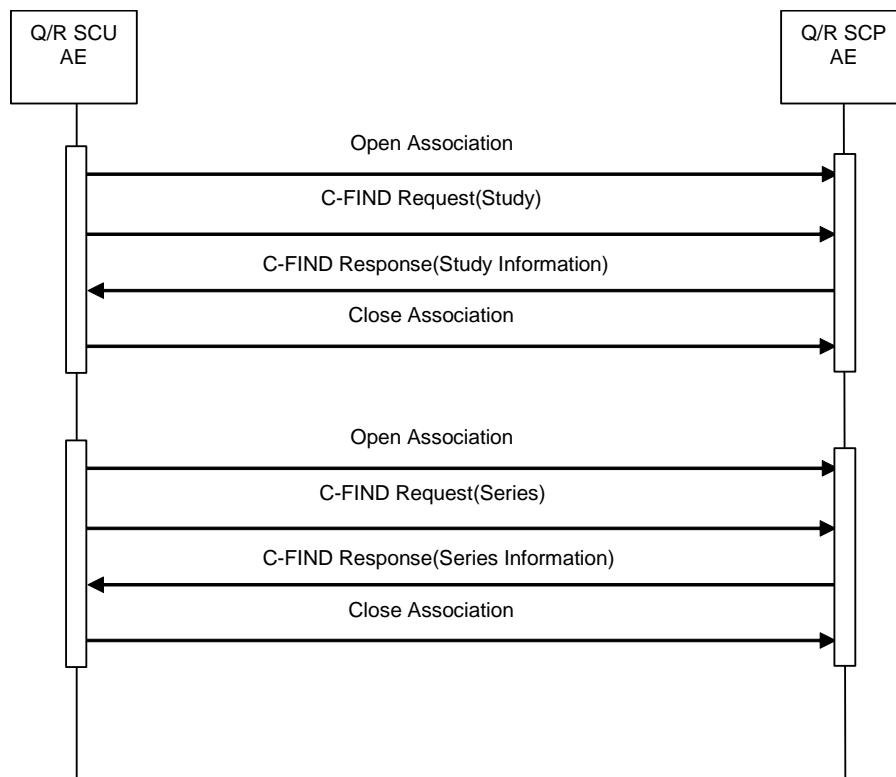 Q/R SCU
AE
Q/R SCP
AE
Open Association
C-FIND Request(Study)
C-FIND Response(Study Information)
Close Association
Open Association
C-FIND Request(Series)
C-FIND Response(Series Information)
Close Association